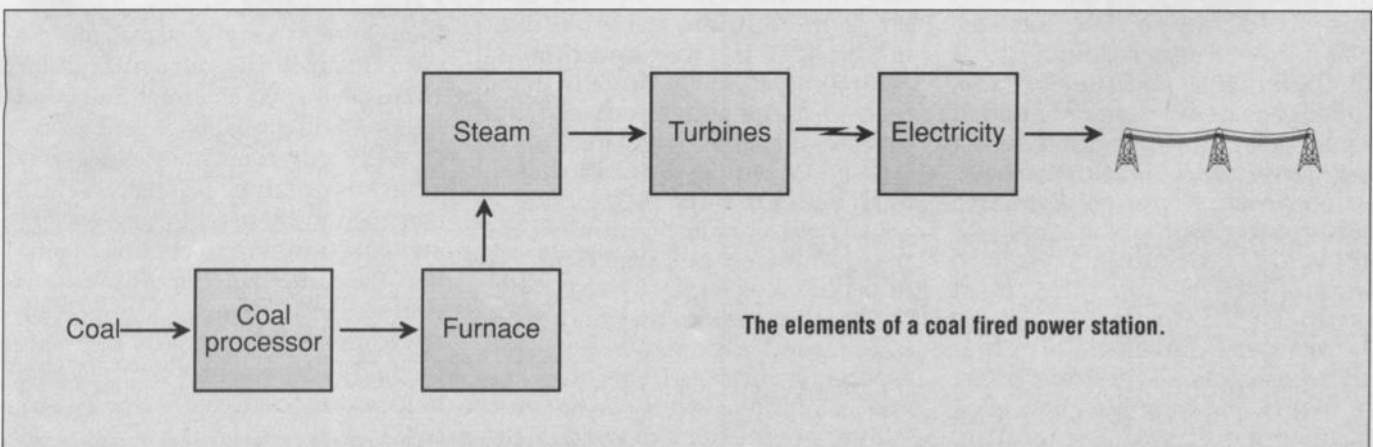 Steam
Turbines
Electricity
Coal
Coal
processor
Furnace
The elements of a coal fired power station.